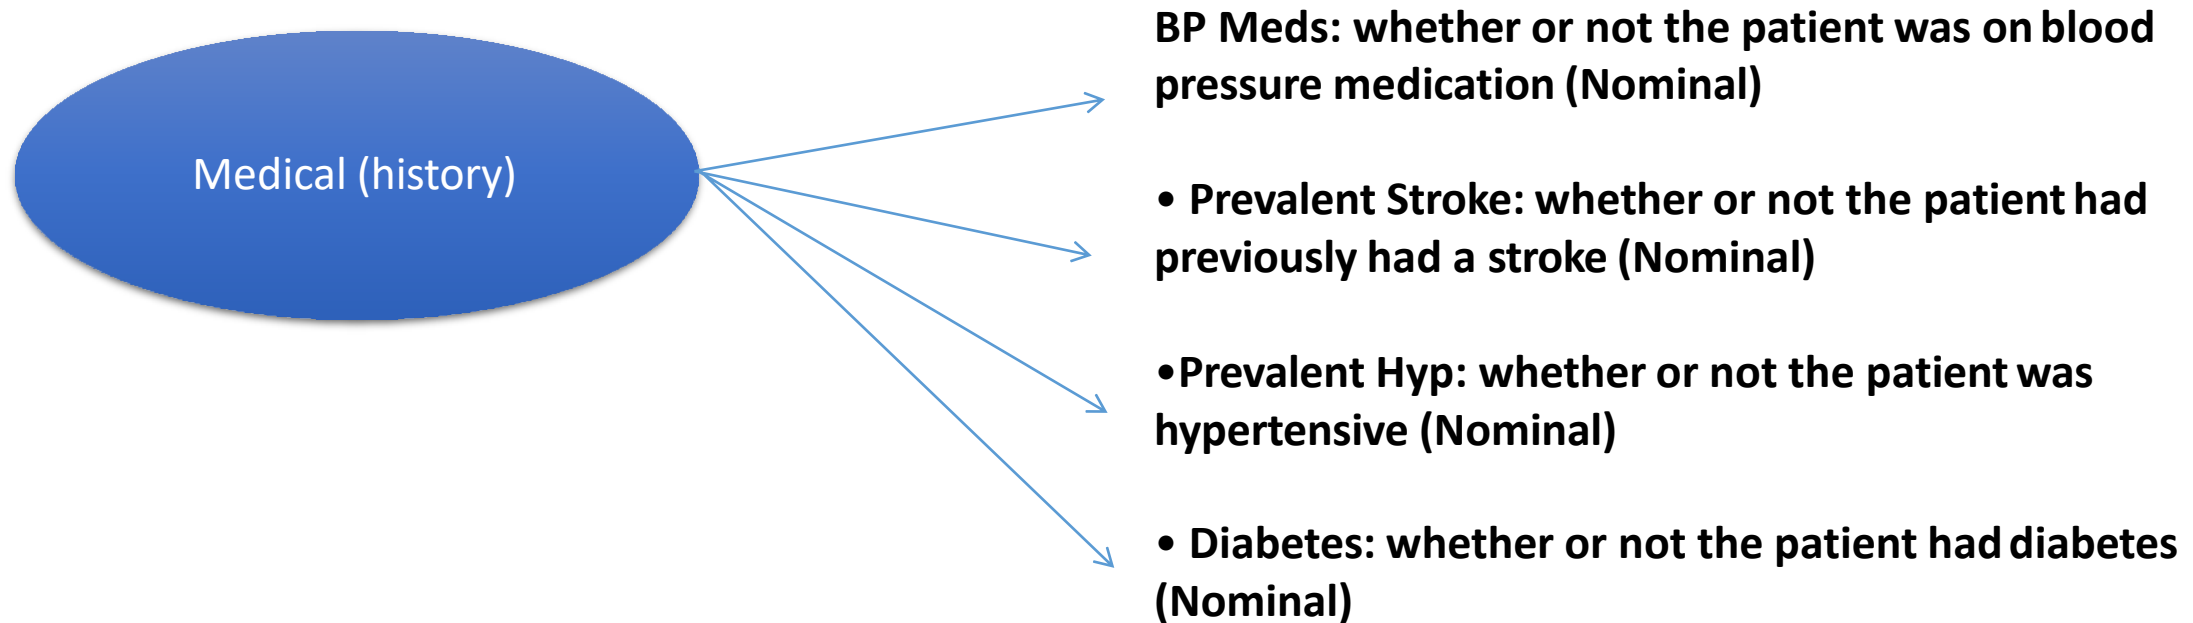 Medical (history)
BP Meds: whether or not the patient was on blood
pressure medication (Nominal)
• Prevalent Stroke: whether or not the patient had
previously had a stroke (Nominal)
•Prevalent Hyp: whether or not the patient was
hypertensive (Nominal)
• Diabetes: whether or not the patient had diabetes
(Nominal)